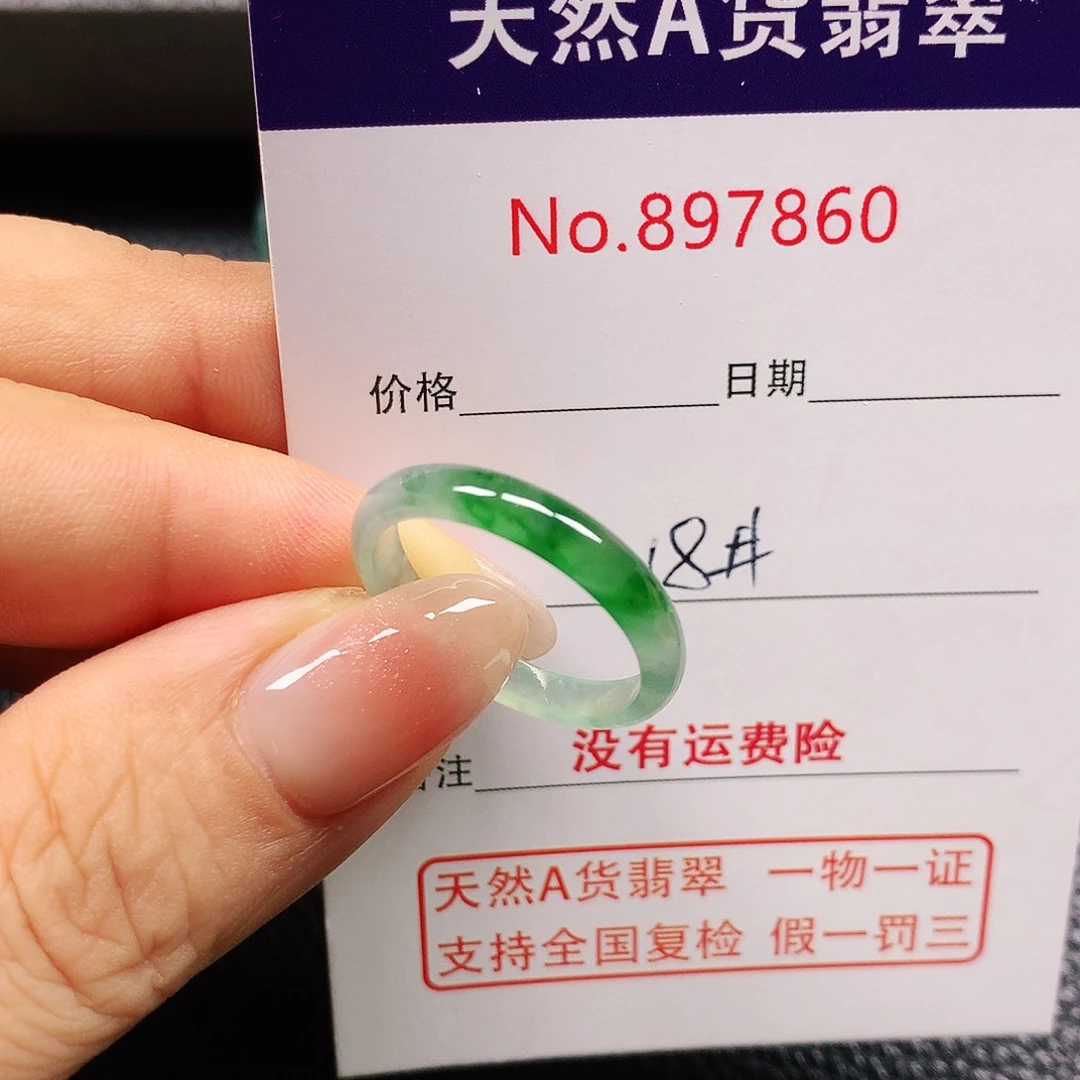 天然A货翡翠
No.897860
价格 日期
18#
注 没有运费险
天然A货翡翠 一物一证
支持全国复检 假一罚三